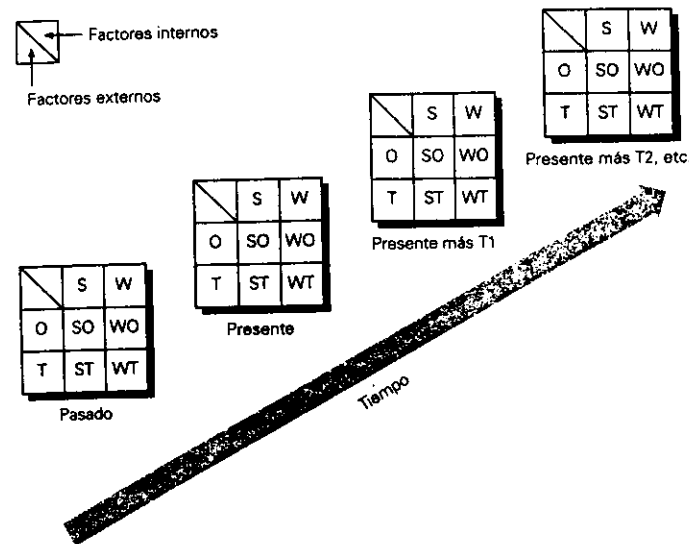 Factores internos
Factores externos
S W
O SO WO
T ST WT
Presente más T2, etc.
S W
O SO WO
T ST WT
Presente más T1
S W
O SO WO
T ST WT
Presente
S W
O SO WO
T ST WT
Pasado
Tiempo